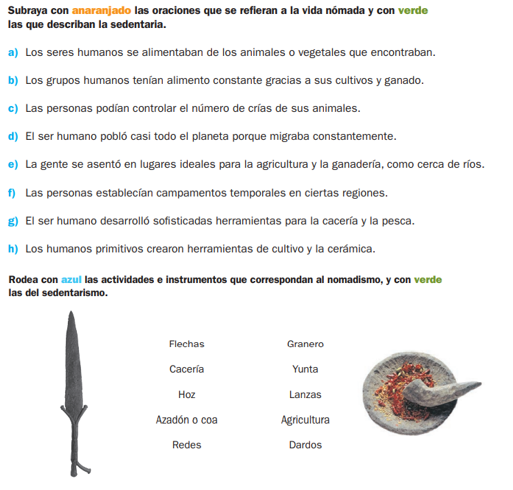 Subraya con anaranjado las oraciones que se refieran a la vida nómada y con verde
las que describan la sedentaria.
a) Los seres humanos se alimentaban de los animales o vegetales que encontraban.
b) Los grupos humanos tenían alimento constante gracias a sus cultivos y ganado.
c) Las personas podían controlar el número de crías de sus animales.
d) El ser humano pobló casi todo el planeta porque migraba constantemente.
e) La gente se asentó en lugares ideales para la agricultura y la ganadería, como cerca de ríos.
f) Las personas establecían campamentos temporales en ciertas regiones.
g) El ser humano desarrolló sofisticadas herramientas para la cacería y la pesca.
h) Los humanos primitivos crearon herramientas de cultivo y la cerámica.
Rodea con azul las actividades e instrumentos que correspondan al nomadismo, y con verde
las del sedentarismo.
Flechas Granero
Cacería Yunta
Hoz Lanzas
Azadón o coa Agricultura
Redes Dardos